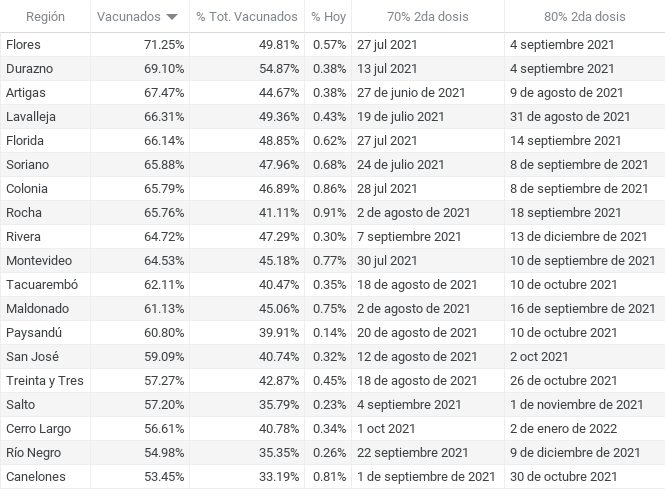 Región Vacunados % Tot. Vacunados % Hoy 70% 2da dosis 80% 2da dosis
Flores 71.25% 49.81% 0.57% 27 jul 2021 4 septiembre 2021
Durazno 69.10% 54.87% 0.38% 13 jul 2021 4 septiembre 2021
Artigas 67.47% 44.67% 0.38% 27 de junio de 2021 9 de agosto de 2021
Lavalleja 66.31% 49.36% 0.43% 19 de julio de 2021 31 de agosto de 2021
Florida 66.14% 48.85% 0.62% 27 jul 2021 14 septiembre 2021
Soriano 65.88% 47.96% 0.68% 24 de julio de 2021 8 de septiembre de 2021
Colonia 65.79% 46.89% 0.86% 28 jul 2021 8 de septiembre de 2021
Rocha 65.76% 41.11% 0.91% 2 de agosto de 2021 18 septiembre 2021
Rivera 64.72% 47.29% 0.30% 7 septiembre 2021 13 de diciembre de 2021
Montevideo 64.53% 45.18% 0.77% 30 jul 2021 10 de septiembre de 2021
Tacuarembó 62.11% 40.47% 0.35% 18 de agosto de 2021 10 de octubre 2021
Maldonado 61.13% 45.06% 0.75% 2 de agosto de 2021 16 de septiembre de 2021
Paysandú 60.80% 39.91% 0.14% 20 de agosto de 2021 10 de octubre 2021
San José 59.09% 40.74% 0.32% 12 de agosto de 2021 2 oct 2021
Treinta y Tres 57.27% 42.87% 0.45% 18 de agosto de 2021 26 de octubre 2021
Salto 57.20% 35.79% 0.23% 4 septiembre 2021 1 de noviembre de 2021
Cerro Largo 56.61% 40.78% 0.34% 1 oct 2021 2 de enero de 2022
Río Negro 54.98% 35.35% 0.26% 22 septiembre 2021 9 de diciembre de 2021
Canelones 53.45% 33.19% 0.81% 1 de septiembre de 2021 30 de octubre 2021